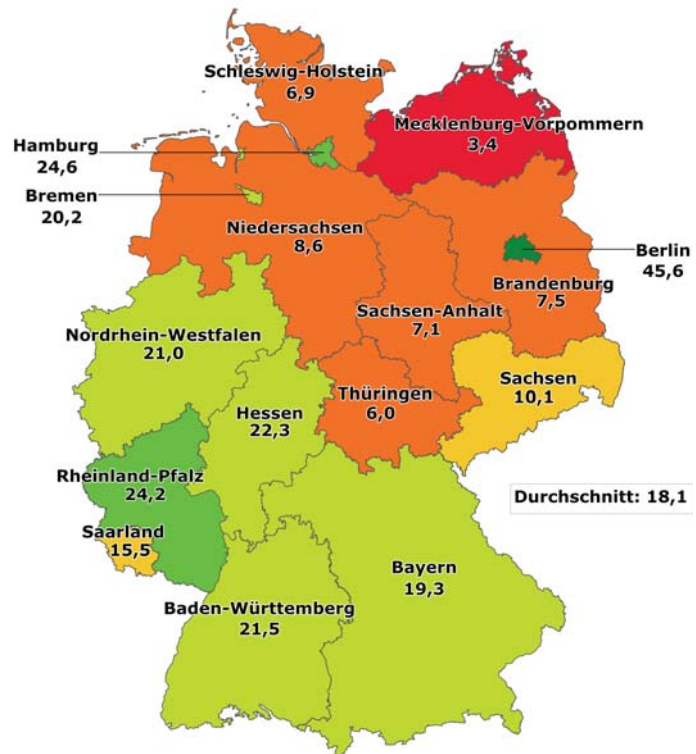 Schleswig-Holstein
6,9
Mecklenburg-Vorpommern
3,4
Hamburg
24,6
Bremen
20,2
Niedersachsen
8,6
Berlin
45,6
Brandenburg
7,5
Sachsen-Anhalt
7,1
Nordrhein-Westfalen
21,0
Sachsen
10,1
Thüringen
6,0
Hessen
22,3
Rheinland-Pfalz
24,2
Durchschnitt: 18,1
Saarland
15,5
Bayern
19,3
Baden-Württemberg
21,5